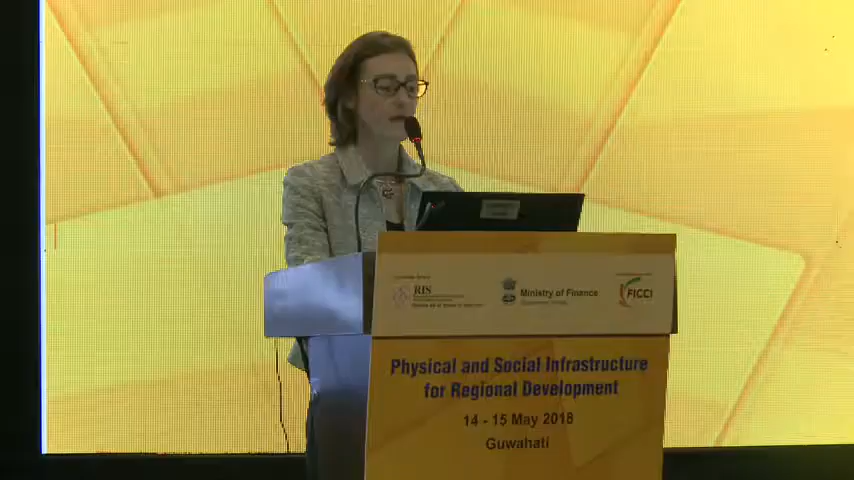 RIS
Ministry of Finance
FICCI
Physical and Social Infrastructure
for Regional Development
14 - 15 May 2018
Guwahati